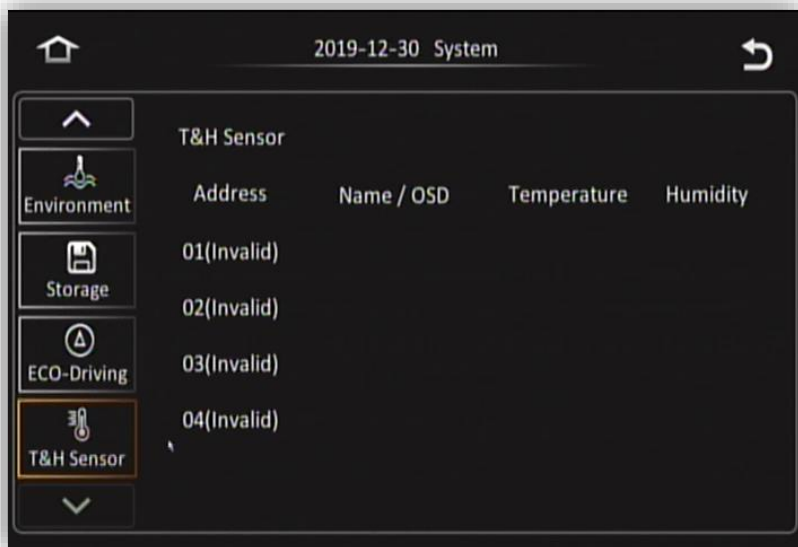 2019-12-30 System
Environment
Storage
ECO-Driving
T&H Sensor
T&H Sensor
Address Name / OSD Temperature Humidity
01(Invalid)
02(Invalid)
03(Invalid)
04(Invalid)